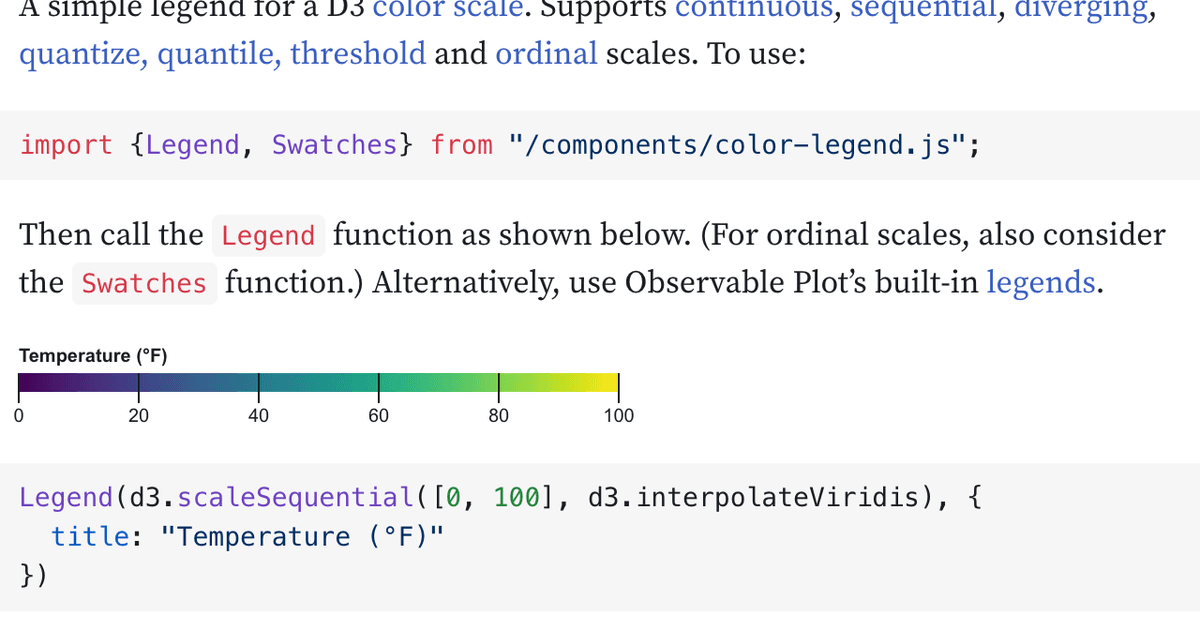 A simple legend for a D3 color scale. Supports continuous, sequential, diverging,
quantize, quantile, threshold and ordinal scales. To use:
import {Legend, Swatches} from "/components/color-legend.js";
Then call the Legend function as shown below. (For ordinal scales, also consider
the Swatches function.) Alternatively, use Observable Plot’s built-in legends.
Temperature (°F)
0 20 40 60 80 100
Legend(d3.scaleSequential([0, 100], d3.interpolateViridis), {
  title: "Temperature (°F)"
})